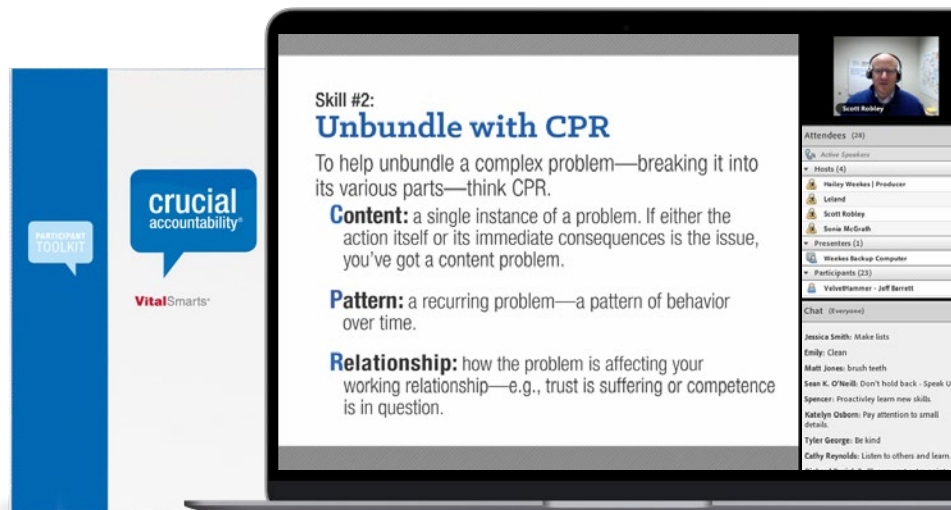 PARTICIPANT
TOOLKIT
crucial
accountability®
VitalSmarts
Skill #2:
Unbundle with CPR
To help unbundle a complex problem—breaking it into
its various parts—think CPR.
Content: a single instance of a problem. If either the
action itself or its immediate consequences is the issue,
you've got a content problem.
Pattern: a recurring problem—a pattern of behavior
over time.
Relationship: how the problem is affecting your
working relationship—e.g., trust is suffering or competence
is in question.
Scott Robley
Attendees (24)
Active Speakers
Hosts (4)
Hailey Weekes | Producer
Leland
Scott Robley
Sonia McGrath
Presenters (1)
Weekes Backup Computer
Participants (23)
VelvetHammer - Jeff Berrett
Chat (Everyone)
Jessica Smith: Make lists
Emily: Clean
Matt Jones: brush teeth
Sean K. O'Neill: Don't hold back - Speak U
Spencer: Proactivley learn new skills.
Katelyn Osborn: Pay attention to small
details.
Tyler George: Be kind
Cathy Reynolds: Listen to others and learn.